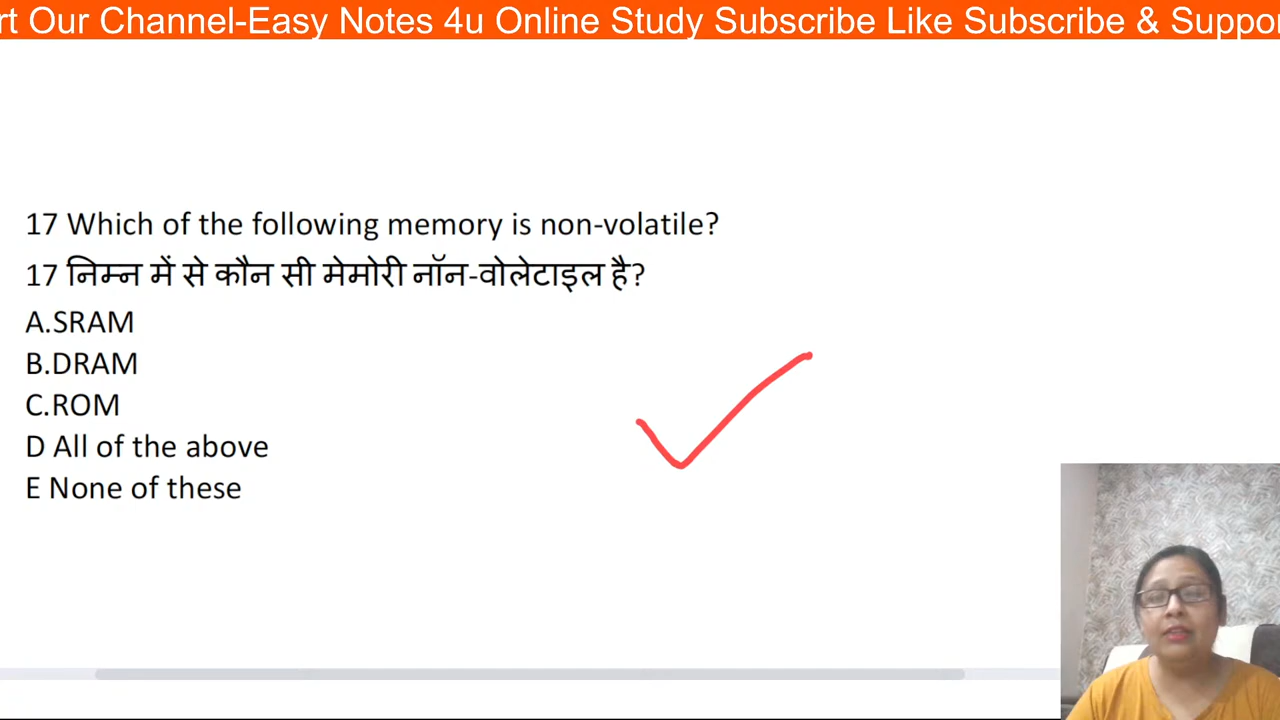 rt Our Channel-Easy Notes 4u Online Study Subscribe Like Subscribe & Suppo
17 Which of the following memory is non-volatile?
17 निम्न में से कौन सी मेमोरी नॉन-वोलेटाइल है?
A.SRAM
B.DRAM
C.ROM
D All of the above
E None of these